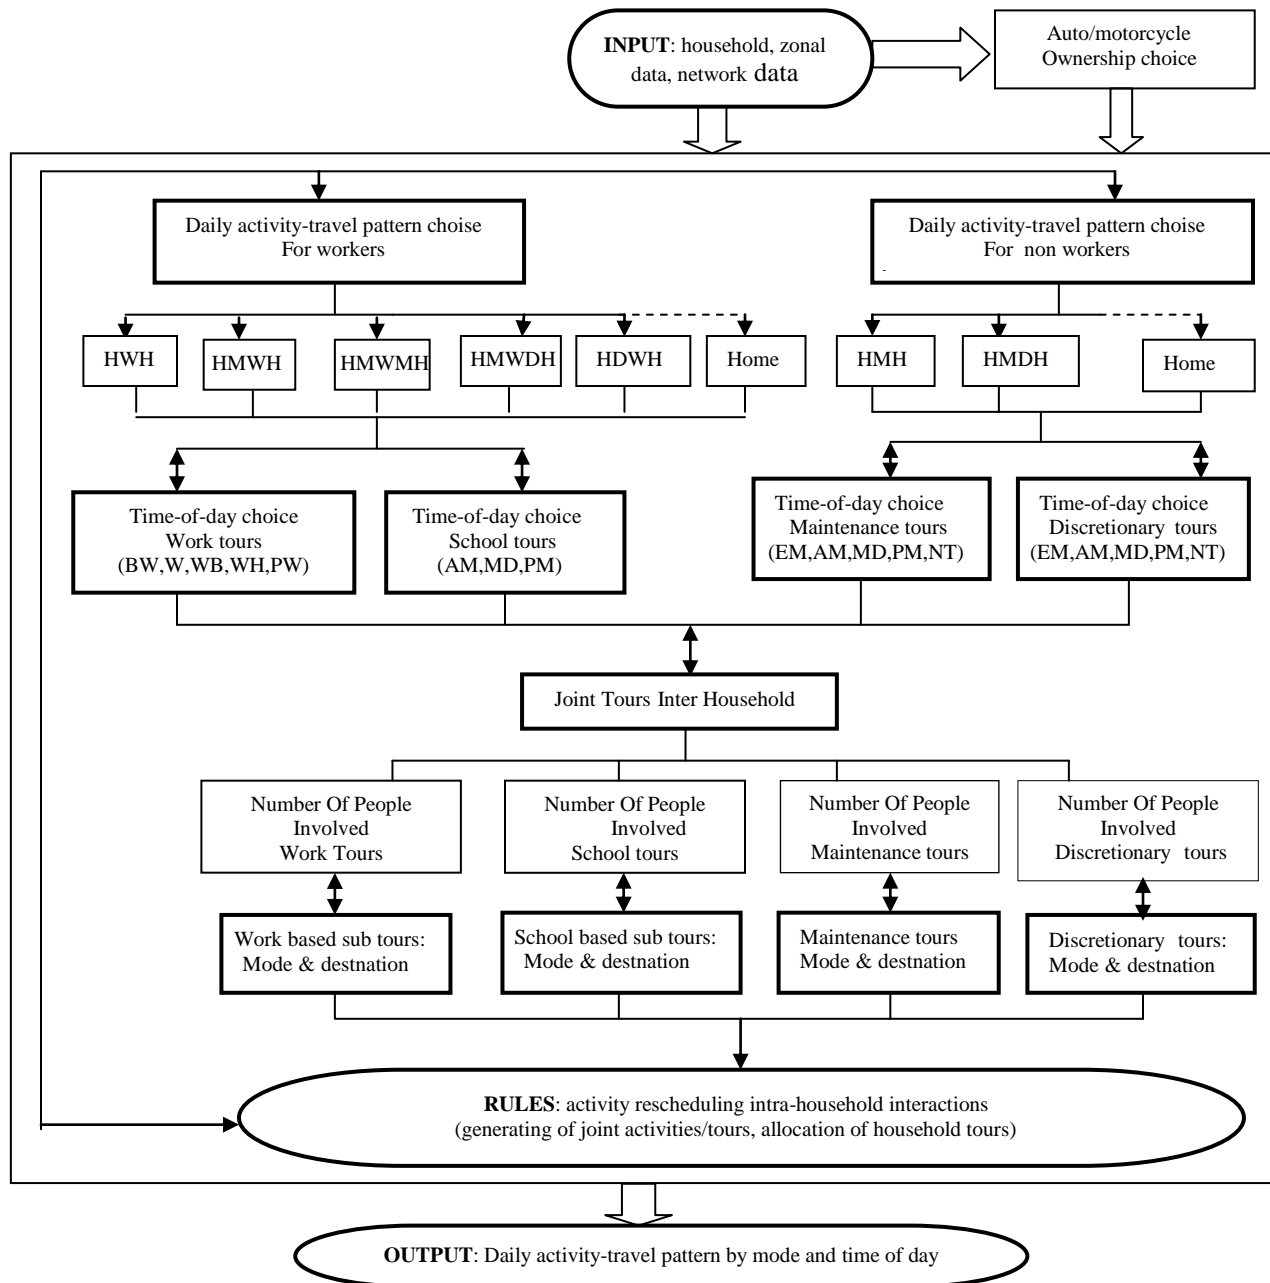 INPUT: household, zonal
data, network data
Auto/motorcycle
Ownership choice
Daily activity-travel pattern choise
For workers
Daily activity-travel pattern choise
For non workers
HWH
HMWH
HMWMH
HMWDH
HDWH
Home
HMH
HMDH
Home
Time-of-day choice
Work tours
(BW,W,WB,WH,PW)
Time-of-day choice
School tours
(AM,MD,PM)
Time-of-day choice
Maintenance tours
(EM,AM,MD,PM,NT)
Time-of-day choice
Discretionary tours
(EM,AM,MD,PM,NT)
Joint Tours Inter Household
Number Of People
Involved
Work Tours
Number Of People
Involved
School tours
Number Of People
Involved
Maintenance tours
Number Of People
Involved
Discretionary tours
Work based sub tours:
Mode & destnation
School based sub tours:
Mode & destnation
Maintenance tours
Mode & destnation
Discretionary tours:
Mode & destnation
RULES: activity rescheduling intra-household interactions
(generating of joint activities/tours, allocation of household tours)
OUTPUT: Daily activity-travel pattern by mode and time of day